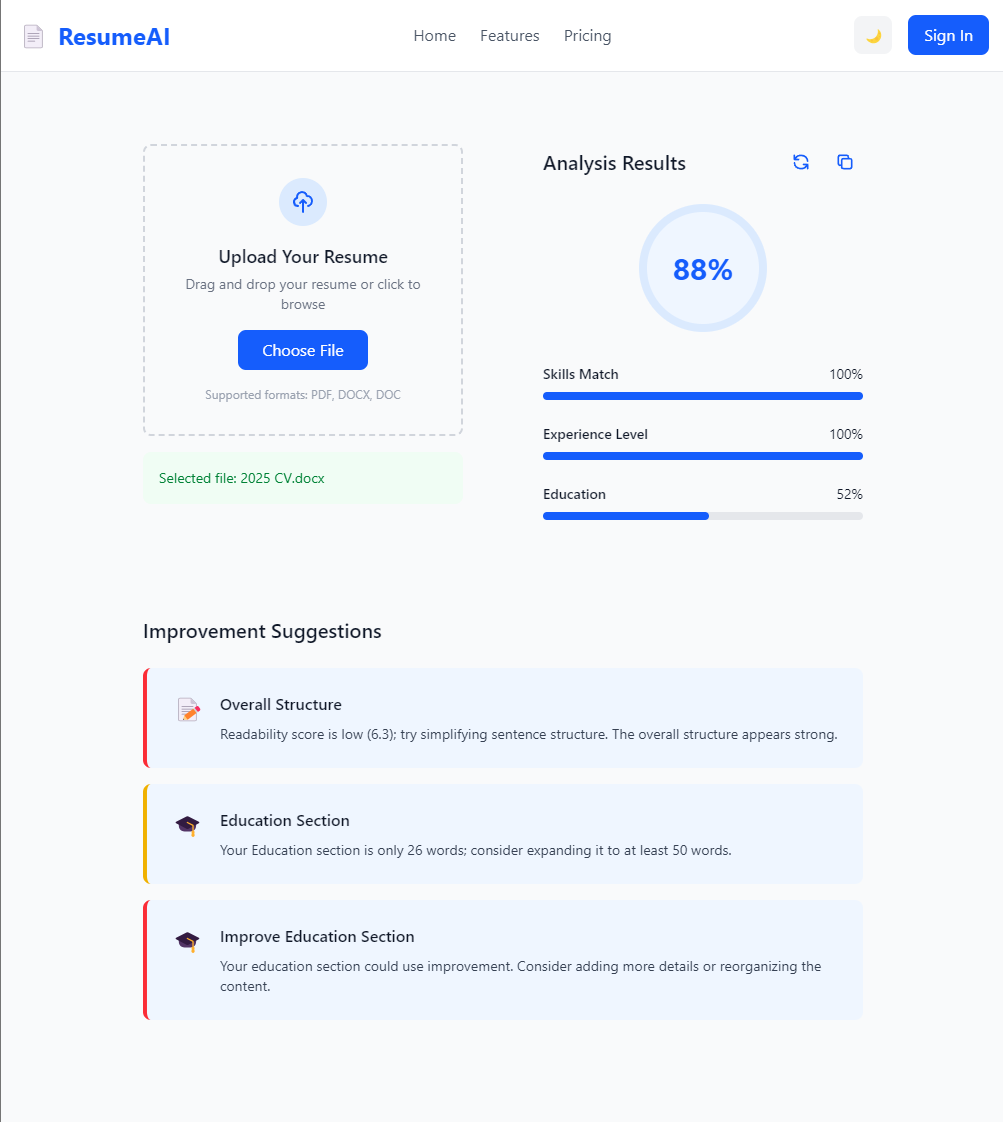 ResumeAI
Home Features Pricing
Sign In
Upload Your Resume
Drag and drop your resume or click to
browse
Choose File
Supported formats: PDF, DOCX, DOC
Selected file: 2025 CV.docx
Analysis Results
88%
Skills Match 100%
Experience Level 100%
Education 52%
Improvement Suggestions
Overall Structure
Readability score is low (6.3); try simplifying sentence structure. The overall structure appears strong.
Education Section
Your Education section is only 26 words; consider expanding it to at least 50 words.
Improve Education Section
Your education section could use improvement. Consider adding more details or reorganizing the
content.